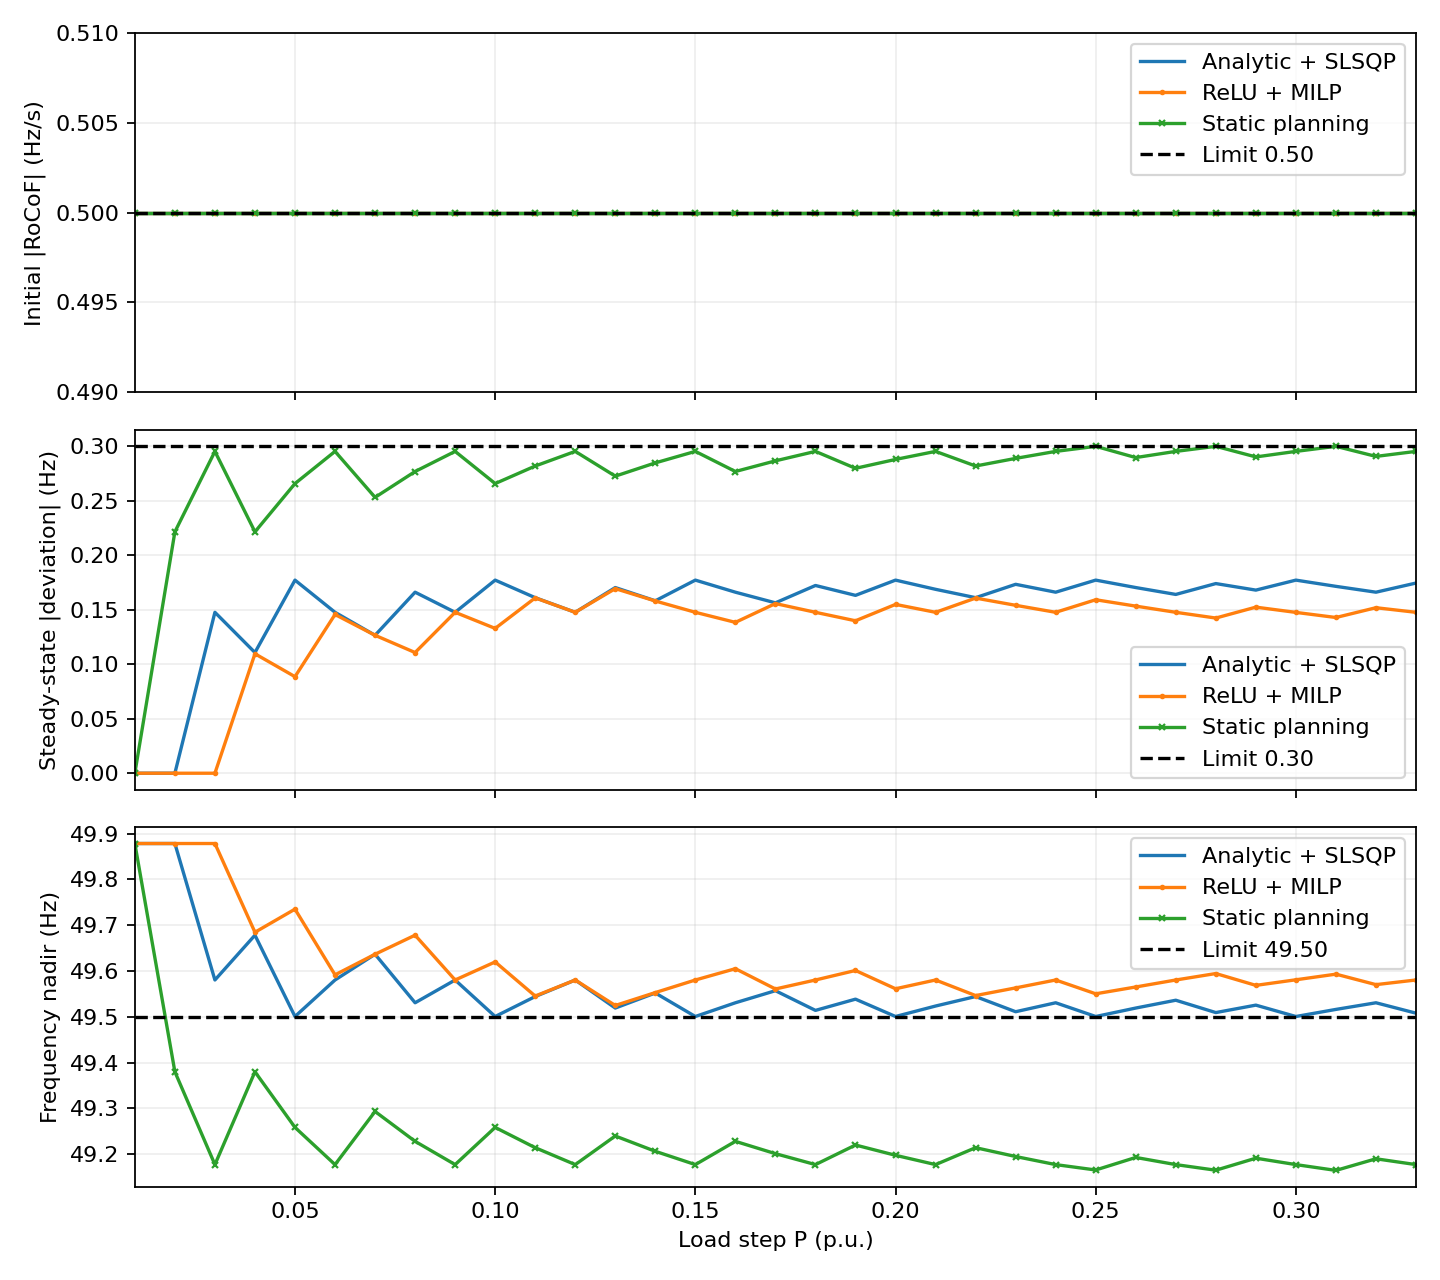 0.510
0.505
0.500
0.495
0.490
Initial |RoCoF| (Hz/s)
Analytic + SLSQP
ReLU + MILP
Static planning
Limit 0.50
0.30
0.25
0.20
0.15
0.10
0.05
0.00
Steady-state |deviation| (Hz)
Analytic + SLSQP
ReLU + MILP
Static planning
Limit 0.30
49.9
49.8
49.7
49.6
49.5
49.4
49.3
49.2
Frequency nadir (Hz)
Analytic + SLSQP
ReLU + MILP
Static planning
Limit 49.50
0.05 0.10 0.15 0.20 0.25 0.30
Load step P (p.u.)